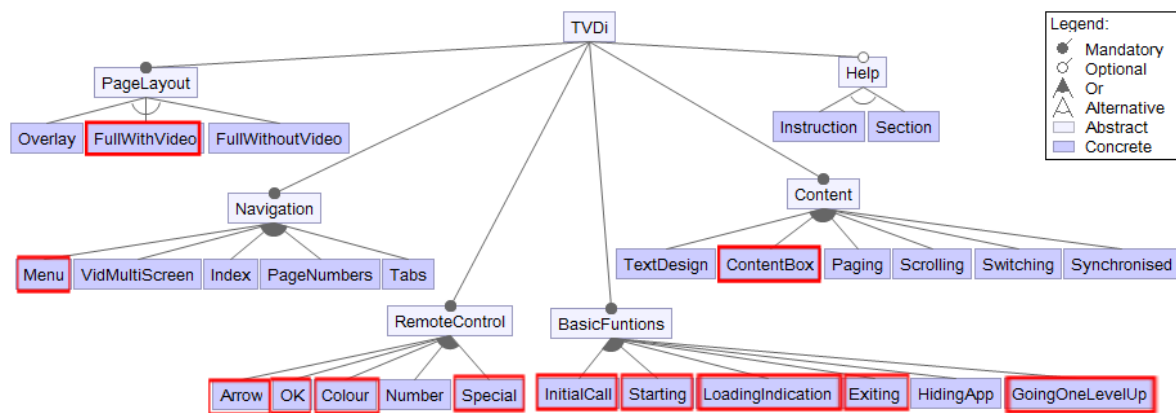 TVDi
Legend:
Mandatory
Optional
Or
Alternative
Abstract
Concrete
PageLayout
Help
Overlay
FullWithVideo
FullWithoutVideo
Instruction
Section
Navigation
Content
Menu
VidMultiScreen
Index
PageNumbers
Tabs
TextDesign
ContentBox
Paging
Scrolling
Switching
Synchronised
RemoteControl
BasicFuntions
Arrow
OK
Colour
Number
Special
InitialCall
Starting
LoadingIndication
Exiting
HidingApp
GoingOneLevelUp